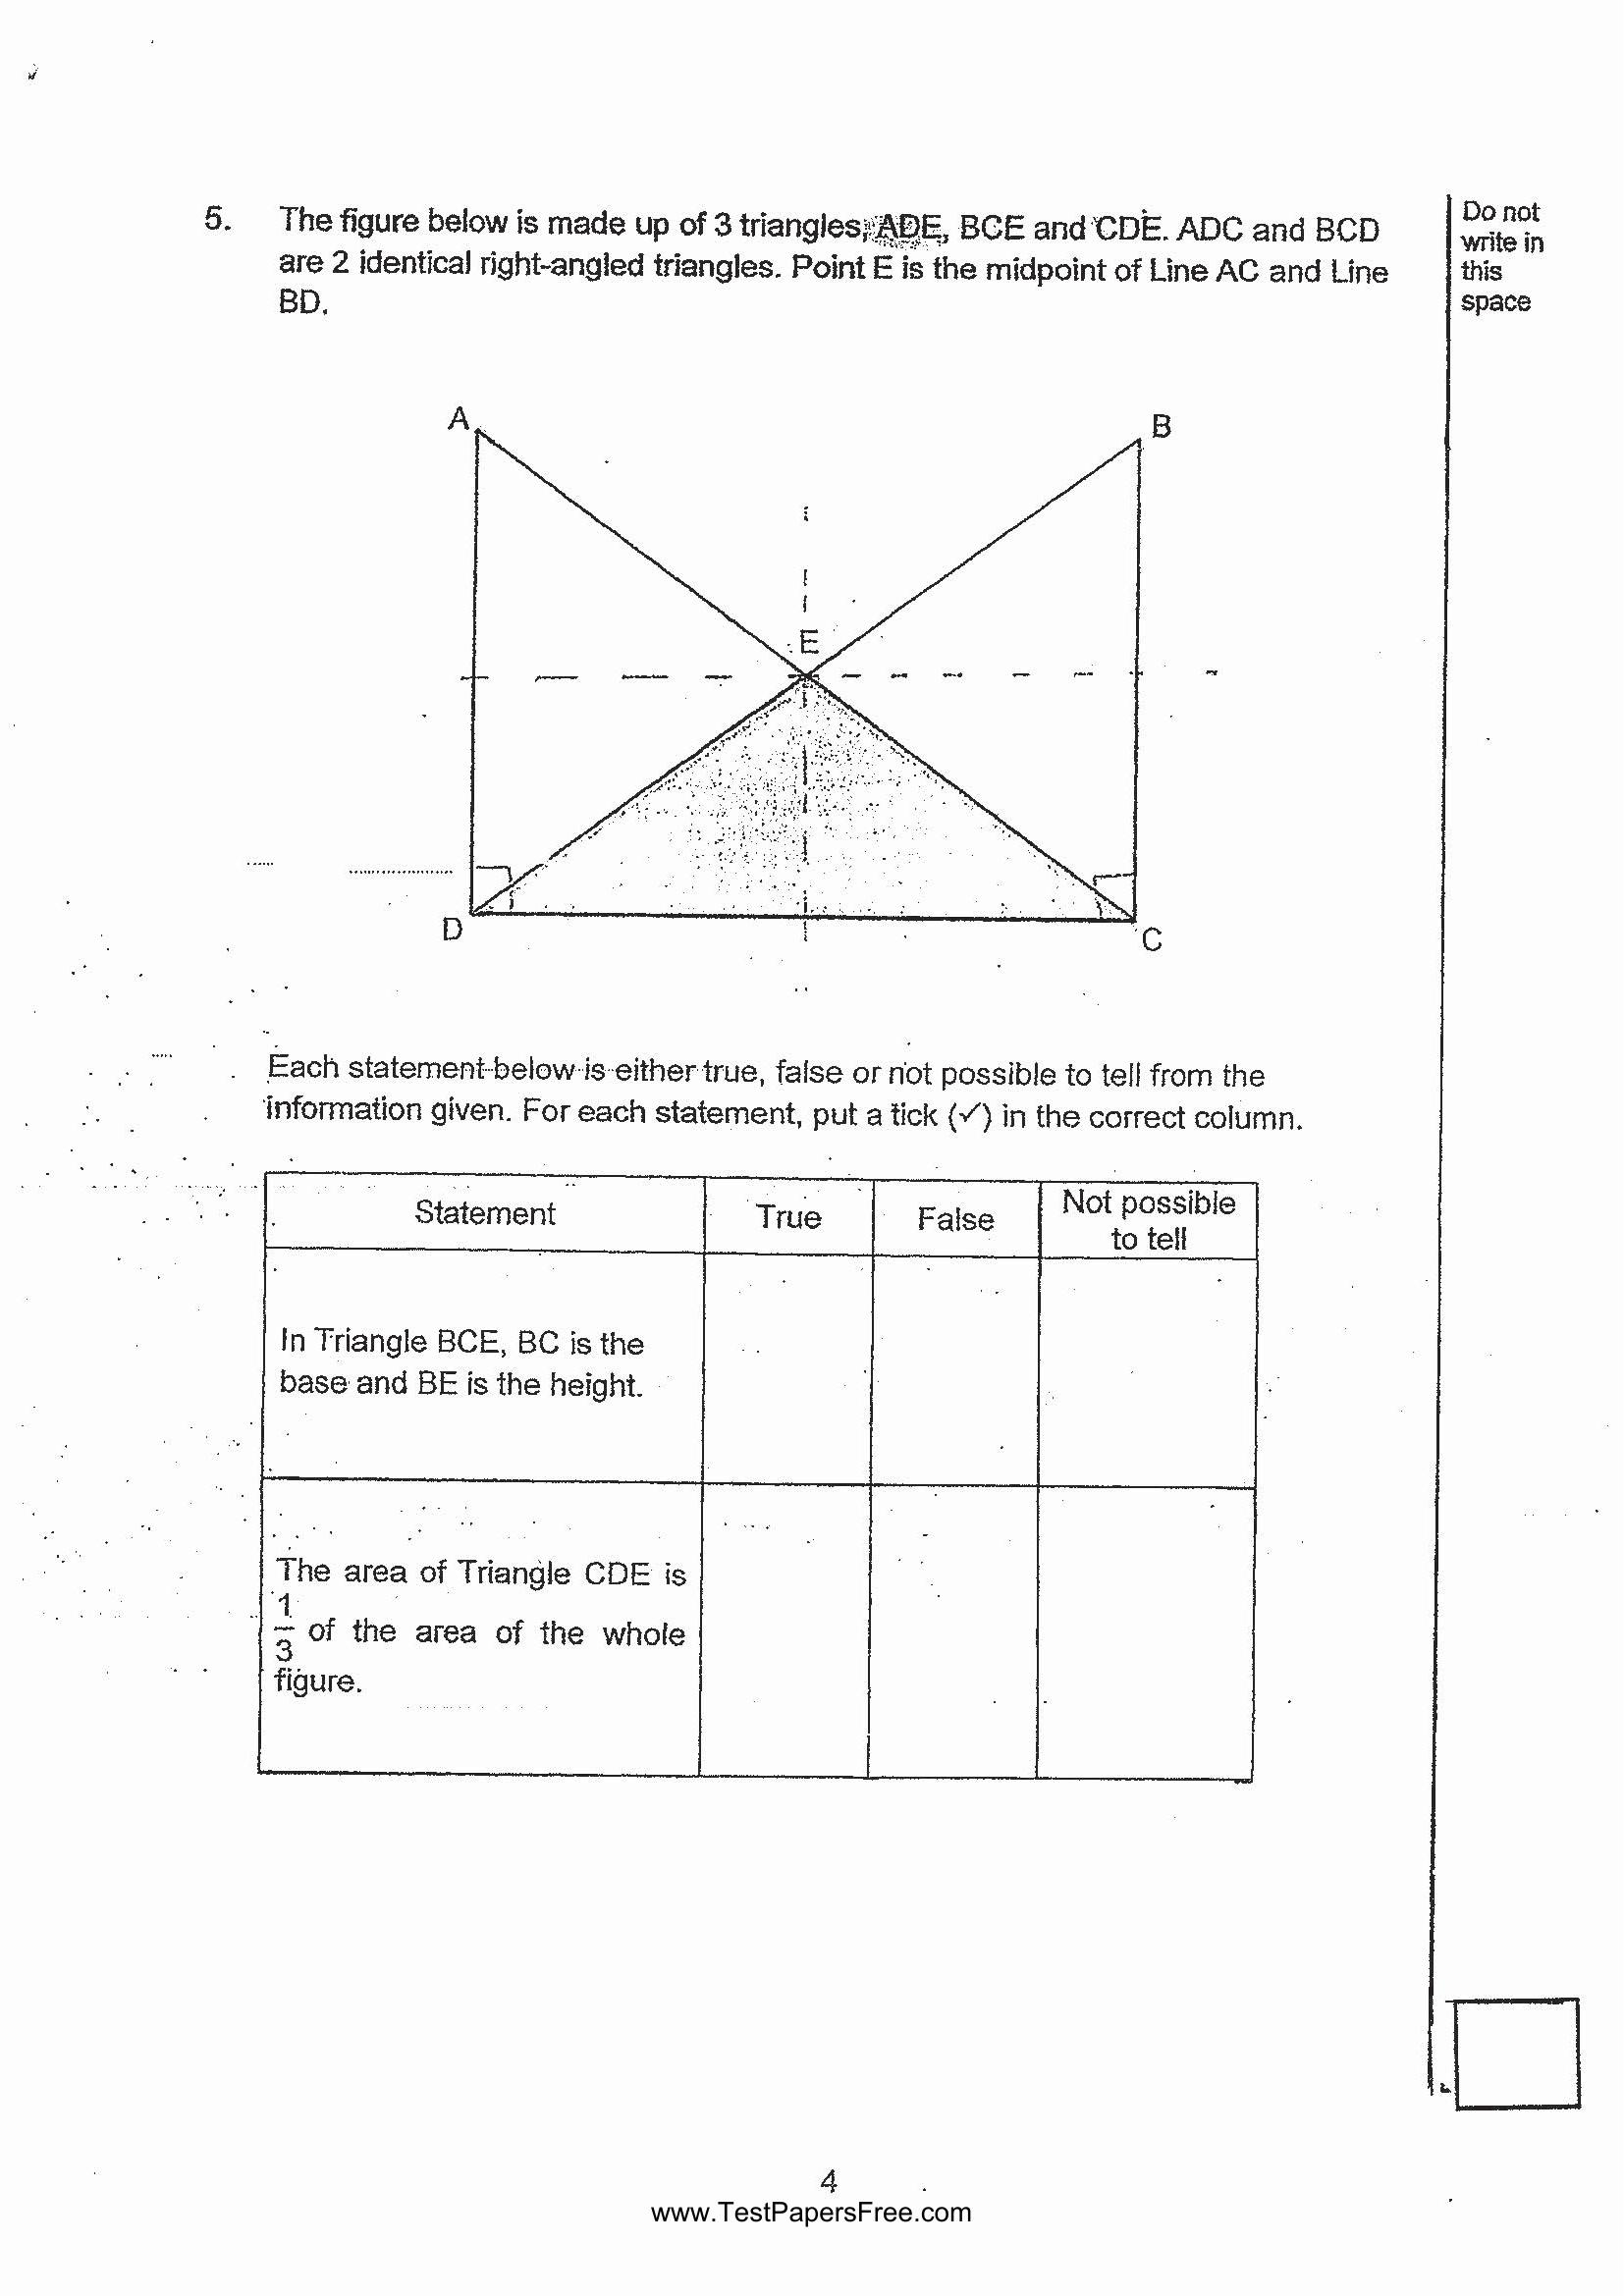 5. The figure below is made up of 3 triangles, ADE, BCE and CDE. ADC and BCD
are 2 identical right-angled triangles. Point E is the midpoint of Line AC and Line
BD.
Do not
write in
this
space
A
B
E
D
C
Each statement below is either true, false or not possible to tell from the
information given. For each statement, put a tick (✓) in the correct column.
Statement
True
False
Not possible
to tell
In Triangle BCE, BC is the
base and BE is the height.
The area of Triangle CDE is
1/3 of the area of the whole
figure.
4
www.TestPapersFree.com